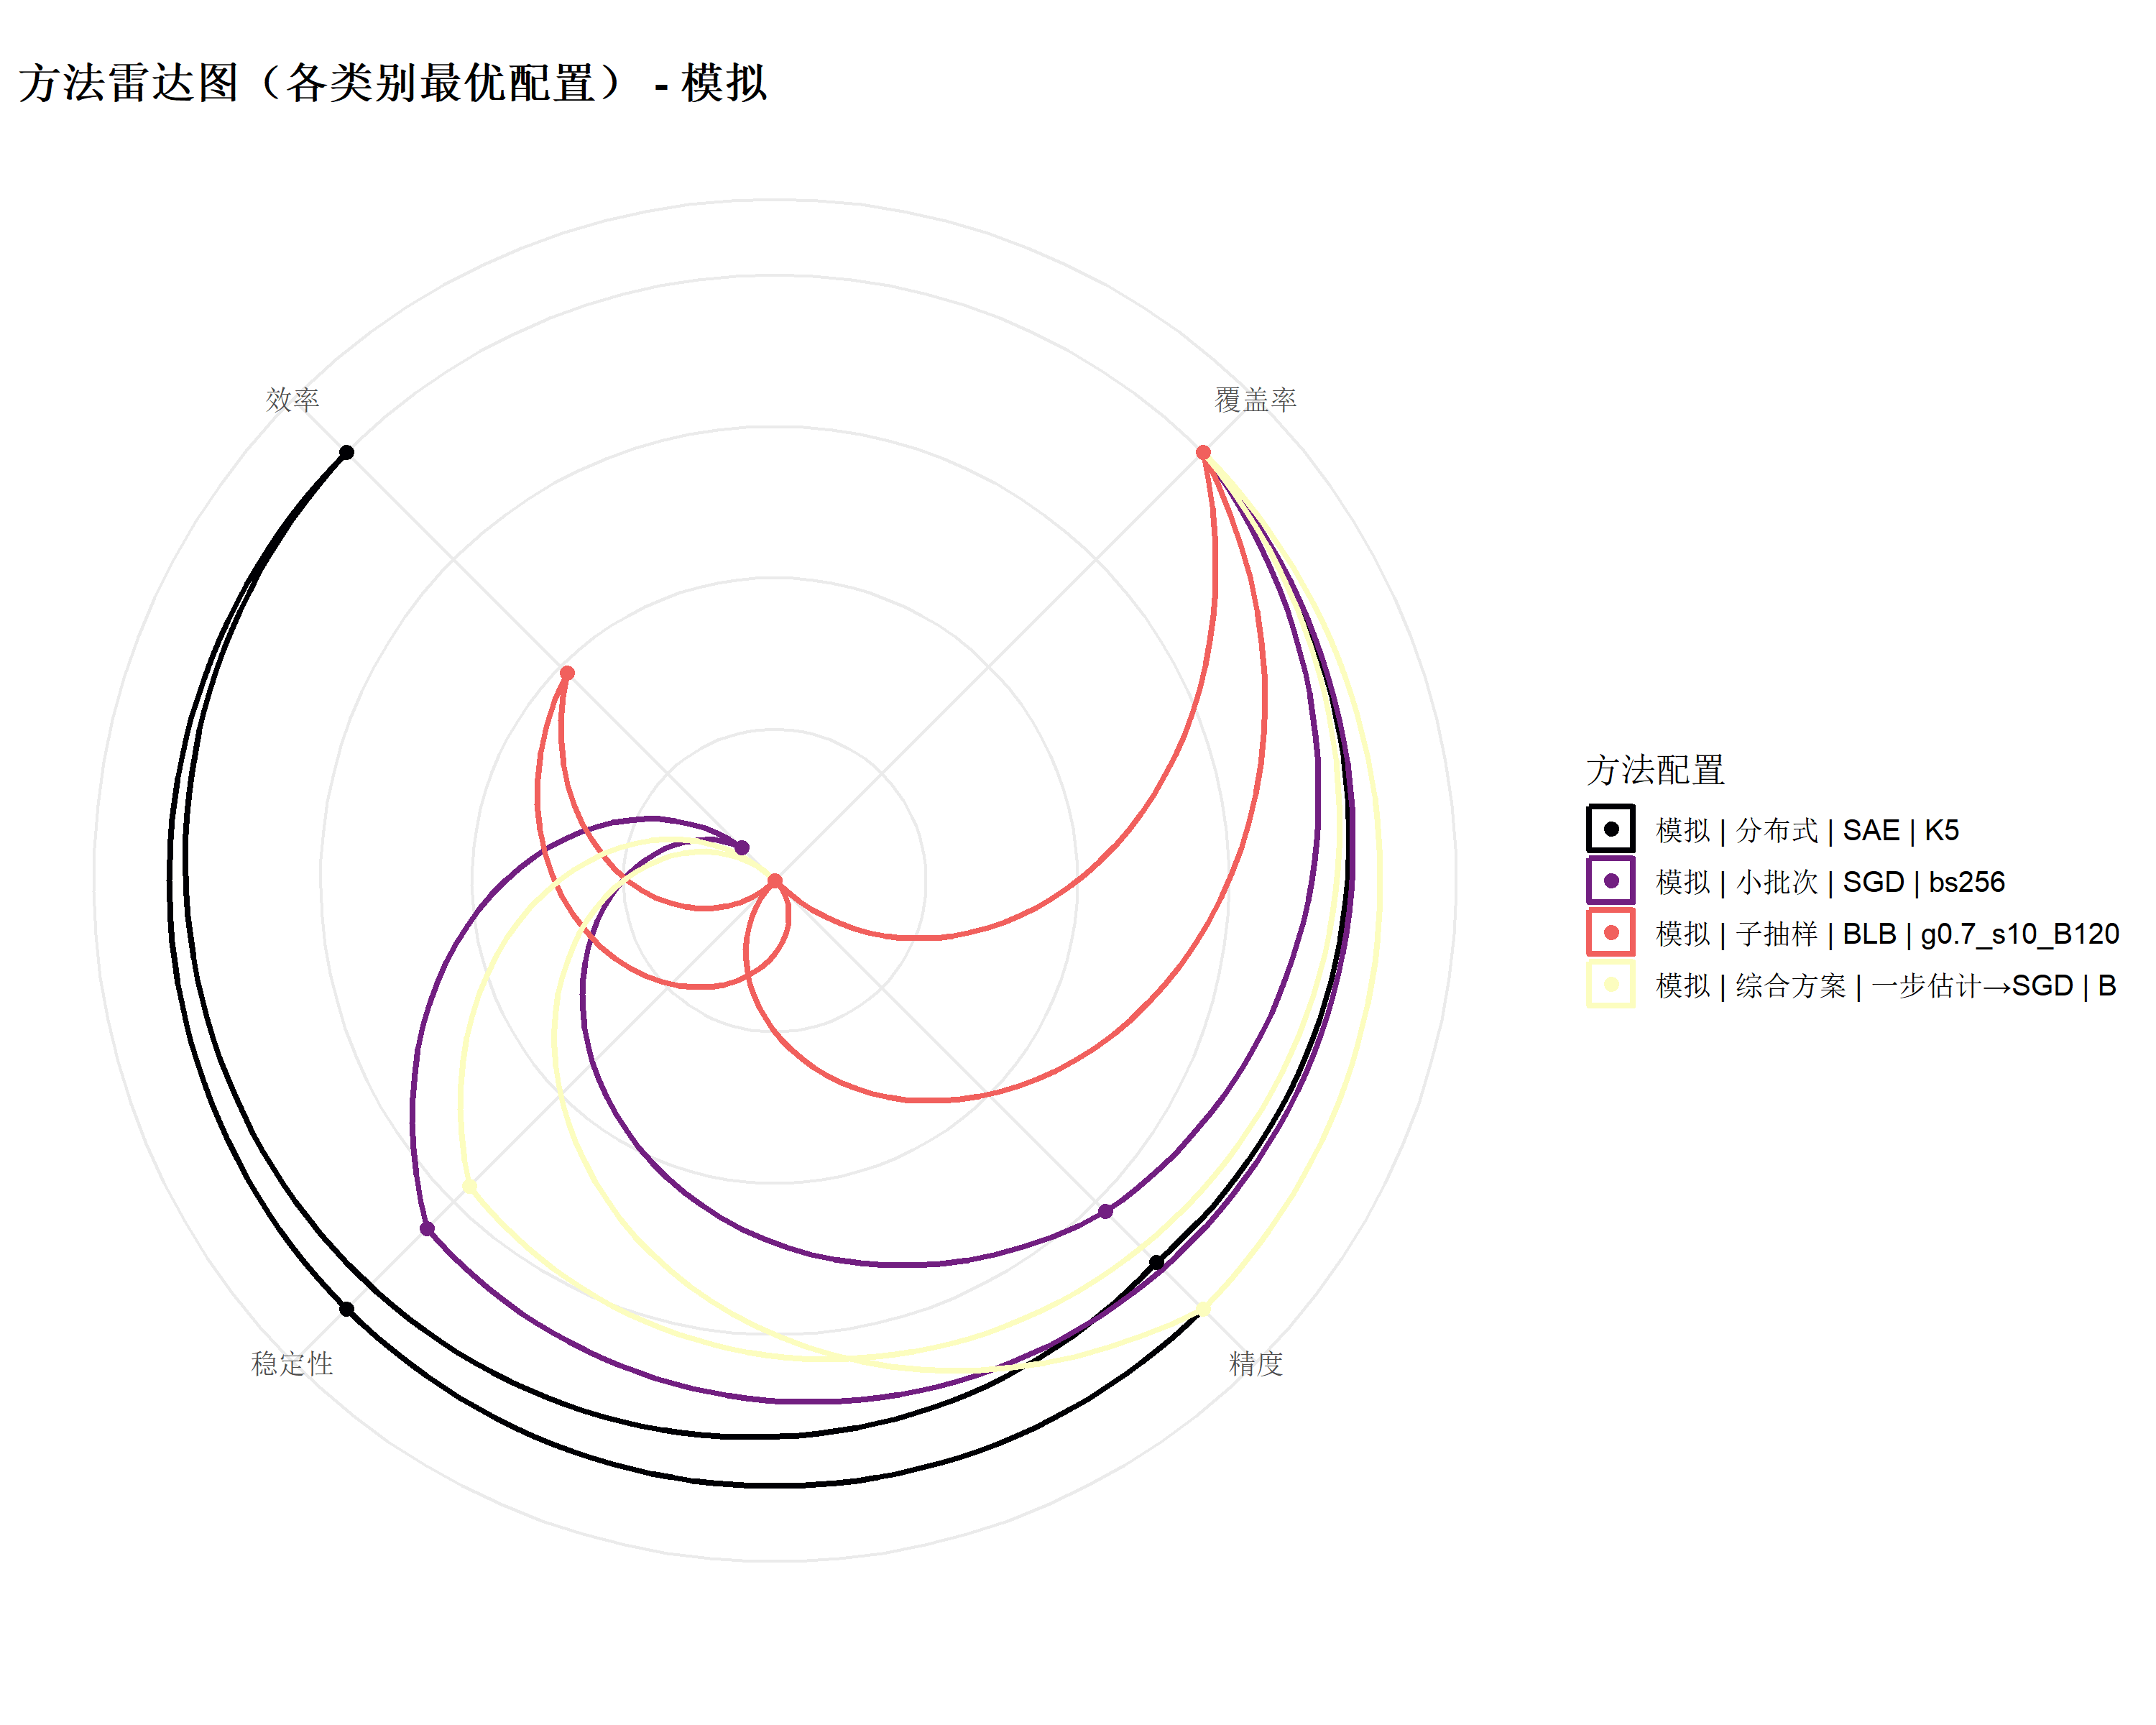 方法雷达图（各类别最优配置） - 模拟
效率
覆盖率
稳定性
精度
方法配置
模拟 | 分布式 | SAE | K5
模拟 | 小批次 | SGD | bs256
模拟 | 子抽样 | BLB | g0.7_s10_B120
模拟 | 综合方案 | 一步估计→SGD | B